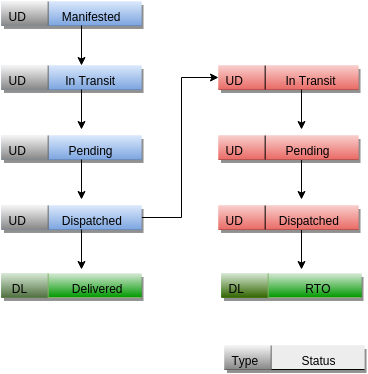 UD Manifested
UD In Transit
UD Pending
UD Dispatched
DL Delivered
UD In Transit
UD Pending
UD Dispatched
DL RTO
Type Status